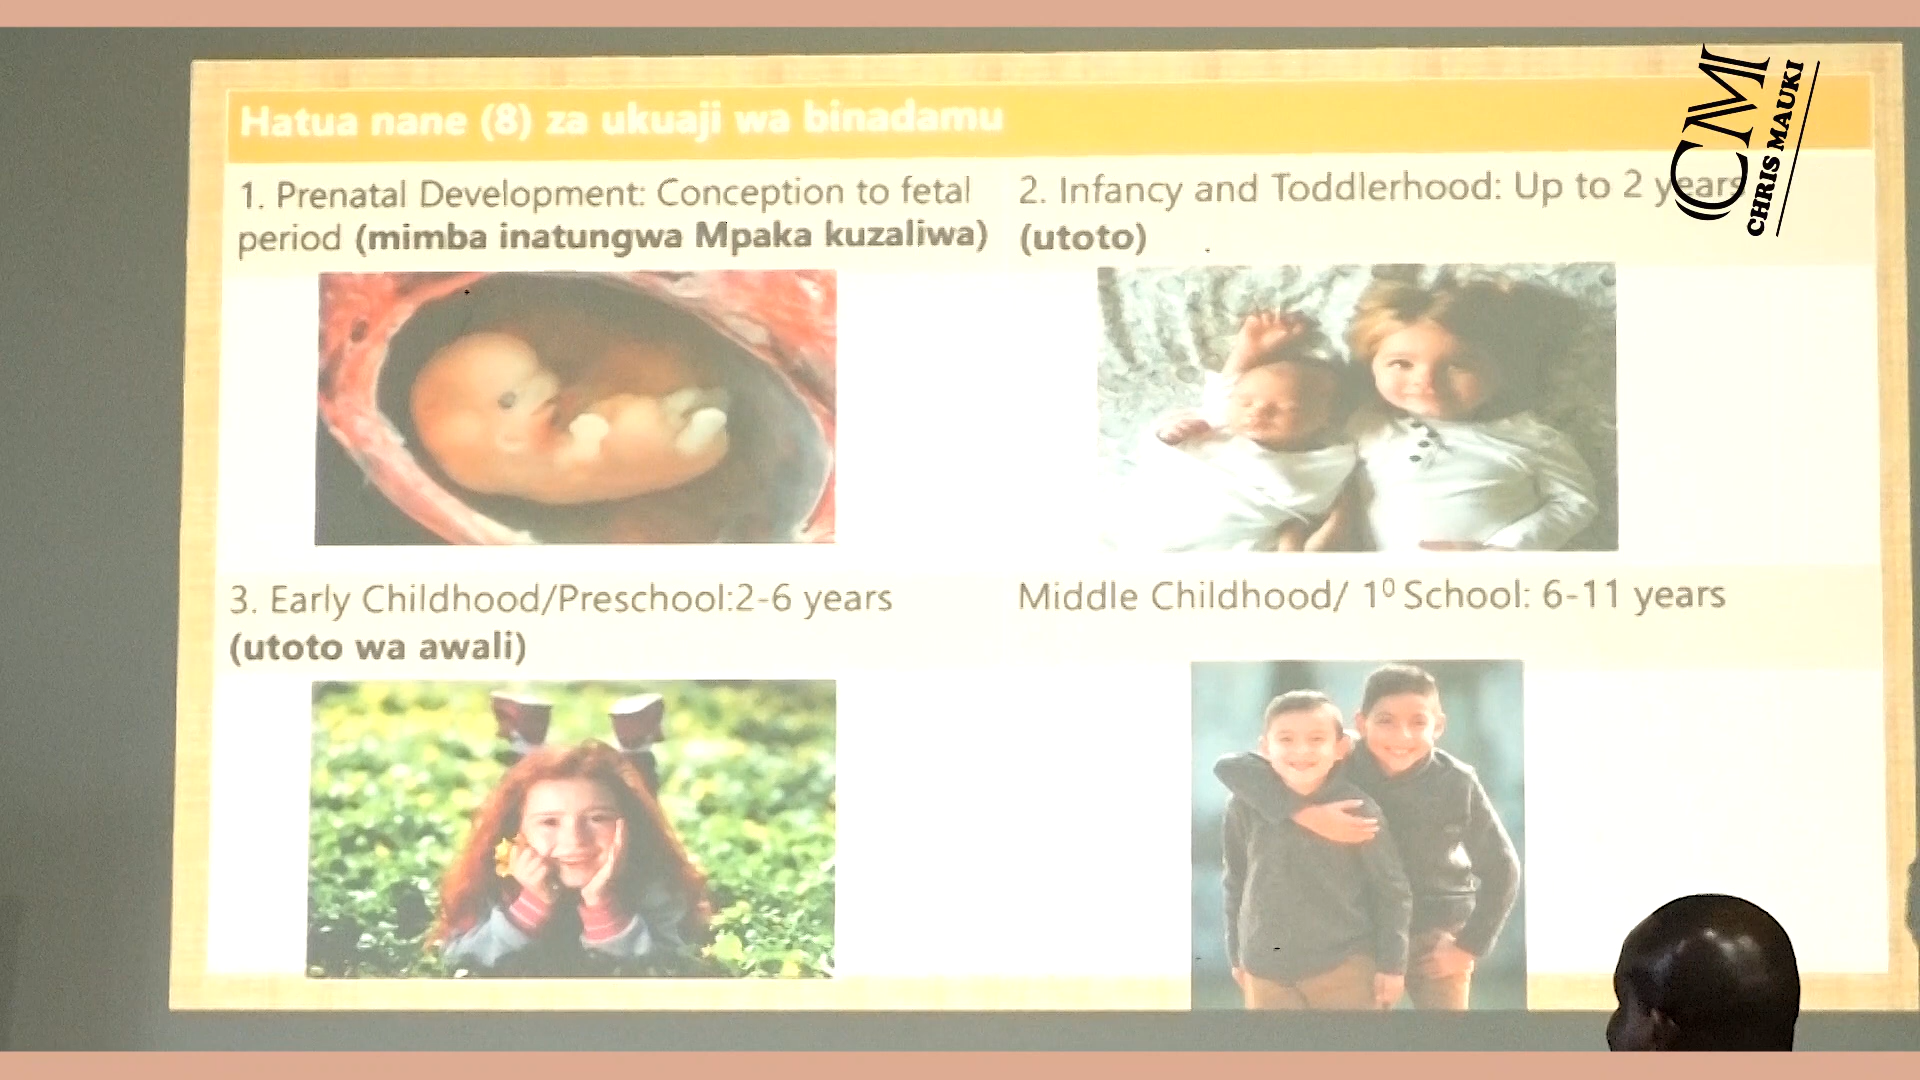 Hatua nane (8) za ukuaji wa binadamu
1. Prenatal Development: Conception to fetal
period (mimba inatungwa Mpaka kuzaliwa)
2. Infancy and Toddlerhood: Up to 2 years
(utoto)
3. Early Childhood/Preschool:2-6 years
(utoto wa awali)
Middle Childhood/ 1⁰ School: 6-11 years
CM
CHRIS MAUKI